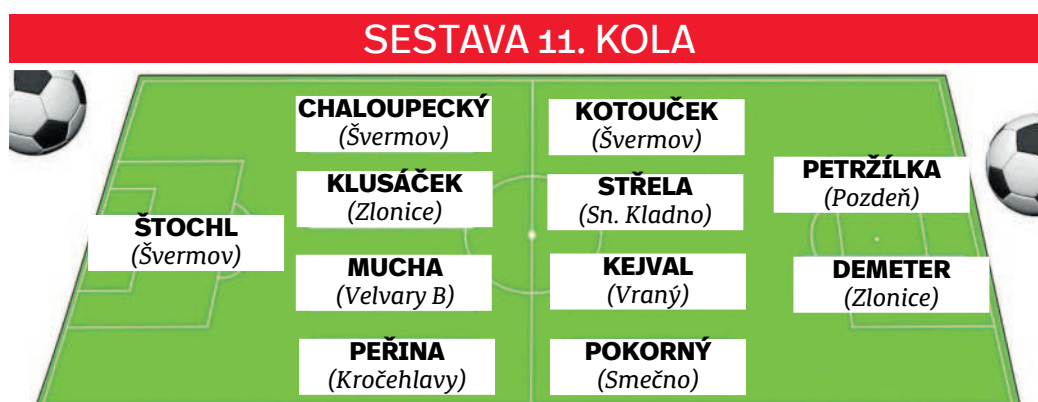 SESTAVA 11. KOLA
ŠTOCHL
(Švermov)
CHALOUPECKÝ
(Švermov)
KLUSÁČEK
(Zlonice)
MUCHA
(Velvary B)
PEŘINA
(Kročehlavy)
KOTOUČEK
(Švermov)
STŘELA
(Sn. Kladno)
KEJVAL
(Vraný)
POKORNÝ
(Smečno)
PETRŽÍLKA
(Pozdeň)
DEMETER
(Zlonice)